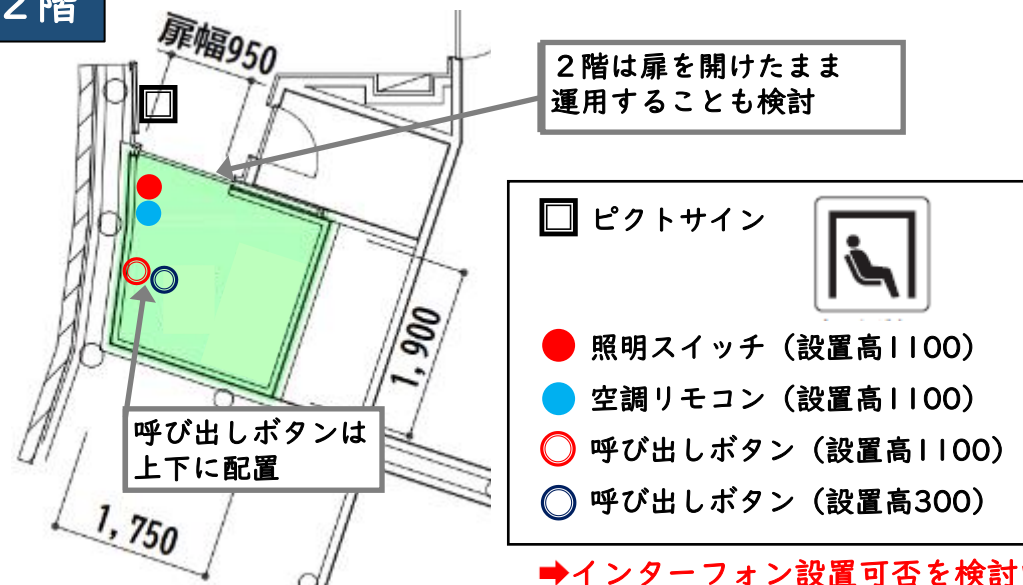 ２階
扉幅950
２階は扉を開けたまま
運用することも検討
ピクトサイン
照明スイッチ（設置高1100）
空調リモコン（設置高1100）
呼び出しボタン（設置高1100）
呼び出しボタン（設置高300）
1,900
呼び出しボタンは
上下に配置
1,750
➡インターフォン設置可否を検討